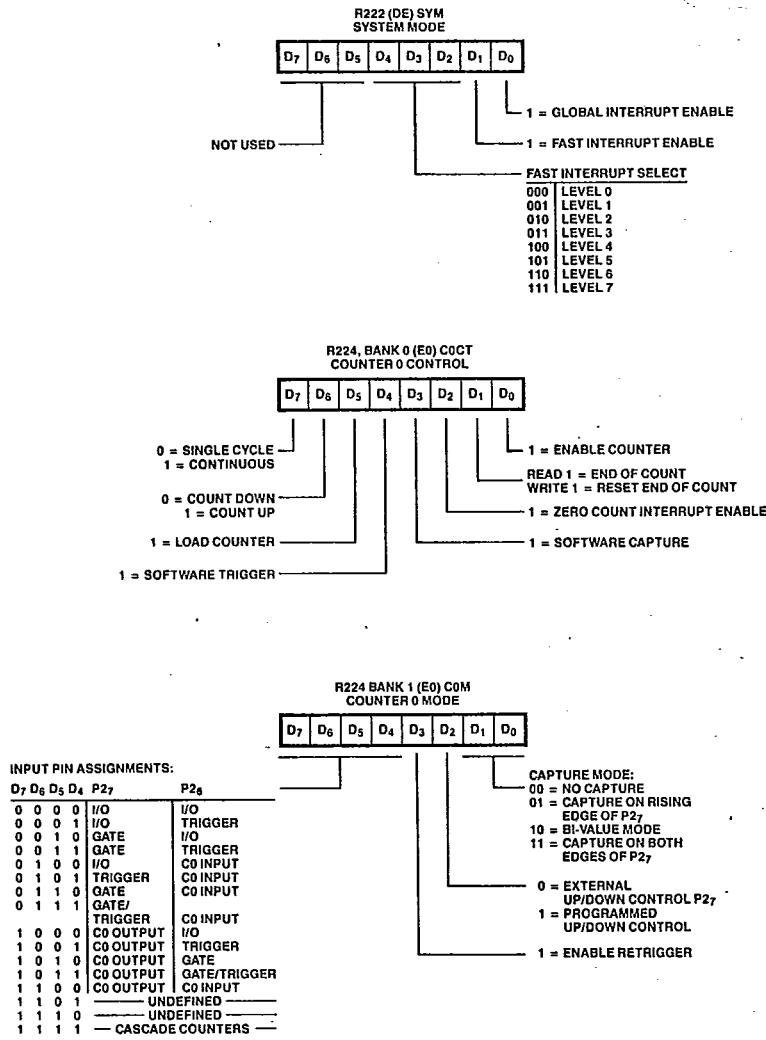 R222 (DE) SYM
SYSTEM MODE
D7 D6 D5 D4 D3 D2 D1 D0
1 = GLOBAL INTERRUPT ENABLE
NOT USED
1 = FAST INTERRUPT ENABLE
FAST INTERRUPT SELECT
000 LEVEL 0
001 LEVEL 1
010 LEVEL 2
011 LEVEL 3
100 LEVEL 4
101 LEVEL 5
110 LEVEL 6
111 LEVEL 7
R224, BANK 0 (E0) C0CT
COUNTER 0 CONTROL
D7 D6 D5 D4 D3 D2 D1 D0
0 = SINGLE CYCLE
1 = CONTINUOUS
1 = ENABLE COUNTER
READ 1 = END OF COUNT
WRITE 1 = RESET END OF COUNT
0 = COUNT DOWN
1 = COUNT UP
1 = ZERO COUNT INTERRUPT ENABLE
1 = LOAD COUNTER
1 = SOFTWARE CAPTURE
1 = SOFTWARE TRIGGER
R224 BANK 1 (E0) C0M
COUNTER 0 MODE
D7 D6 D5 D4 D3 D2 D1 D0
INPUT PIN ASSIGNMENTS:
D7 D6 D5 D4 P27 P26
0 0 0 0 I/O I/O
0 0 0 1 I/O TRIGGER
0 0 1 0 GATE I/O
0 0 1 1 GATE TRIGGER
0 1 0 0 I/O C0 INPUT
0 1 0 1 TRIGGER C0 INPUT
0 1 1 0 GATE C0 INPUT
0 1 1 1 GATE/
TRIGGER C0 INPUT
1 0 0 0 C0 OUTPUT I/O
1 0 0 1 C0 OUTPUT TRIGGER
1 0 1 0 C0 OUTPUT GATE
1 0 1 1 C0 OUTPUT GATE/TRIGGER
1 1 0 0 C0 OUTPUT C0 INPUT
1 1 0 1 UNDEFINED
1 1 1 0 UNDEFINED
1 1 1 1 CASCADE COUNTERS
CAPTURE MODE:
00 = NO CAPTURE
01 = CAPTURE ON RISING
EDGE OF P27
10 = BI-VALUE MODE
11 = CAPTURE ON BOTH
EDGES OF P27
0 = EXTERNAL
UP/DOWN CONTROL P27
1 = PROGRAMMED
UP/DOWN CONTROL
1 = ENABLE RETRIGGER